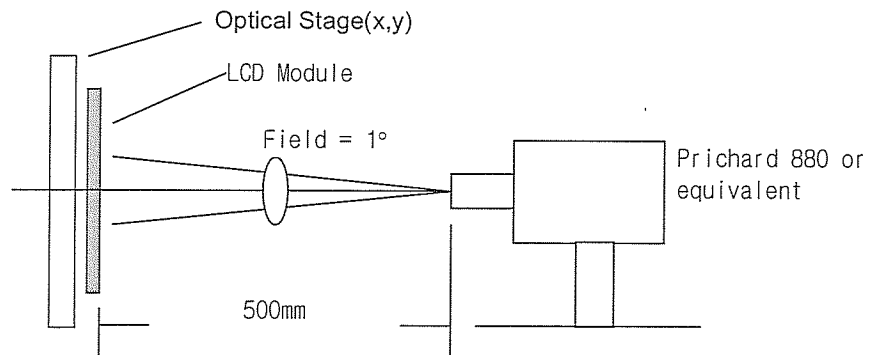 Optical Stage(x,y)
LCD Module
Field = 1°
Prichard 880 or
equivalent
500mm